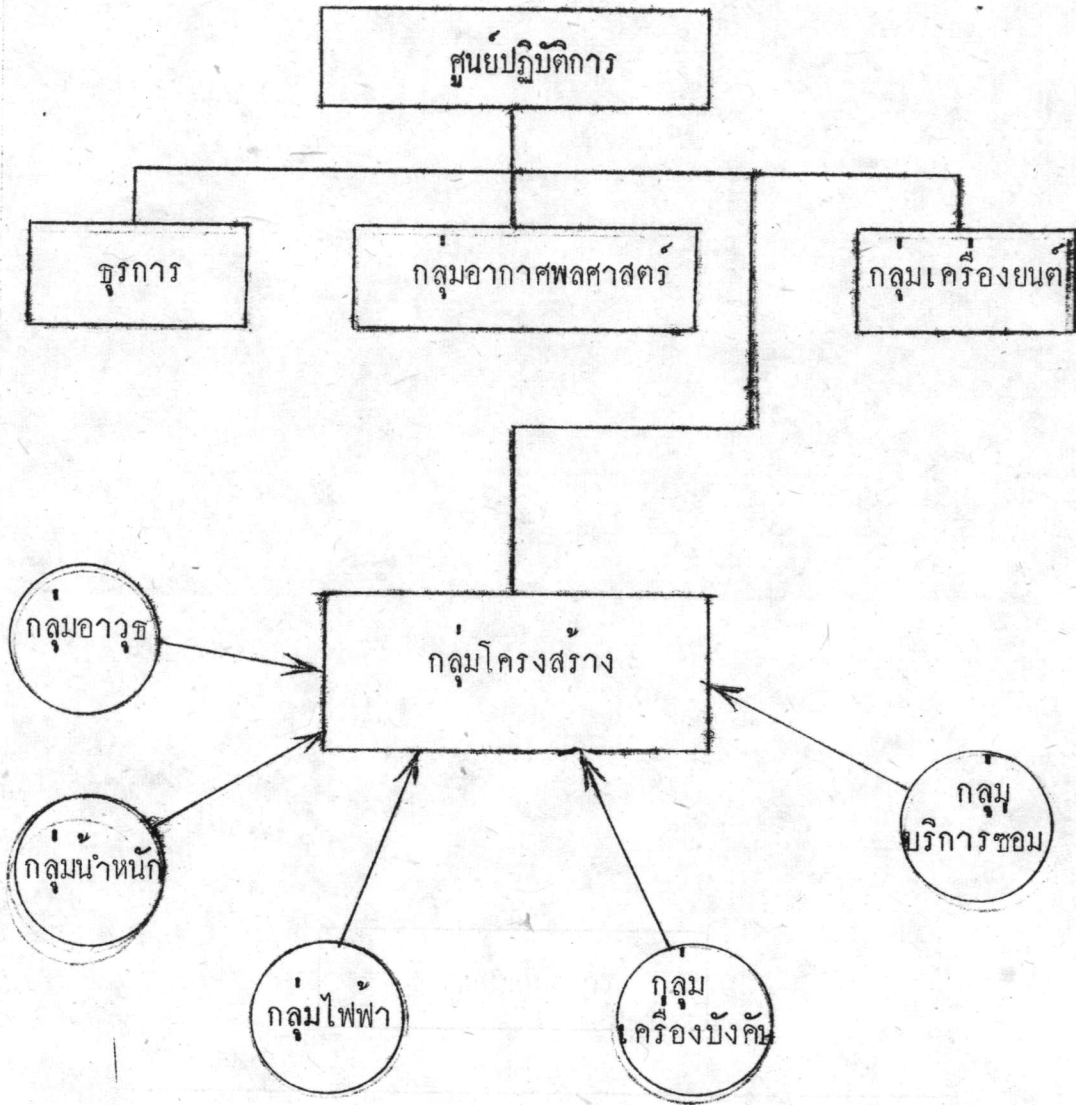 ศูนย์ปฏิบัติการ
ธุรการ
กลุ่มอากาศพลศาสตร์
กลุ่มเครื่องยนต์
กลุ่มอาวุธ
กลุ่มโครงสร้าง
กลุ่ม
บริการซอม
กลุ่มน้ำหนัก
กลุ่มไฟฟ้า
กลุ่ม
เครื่องบังคับ